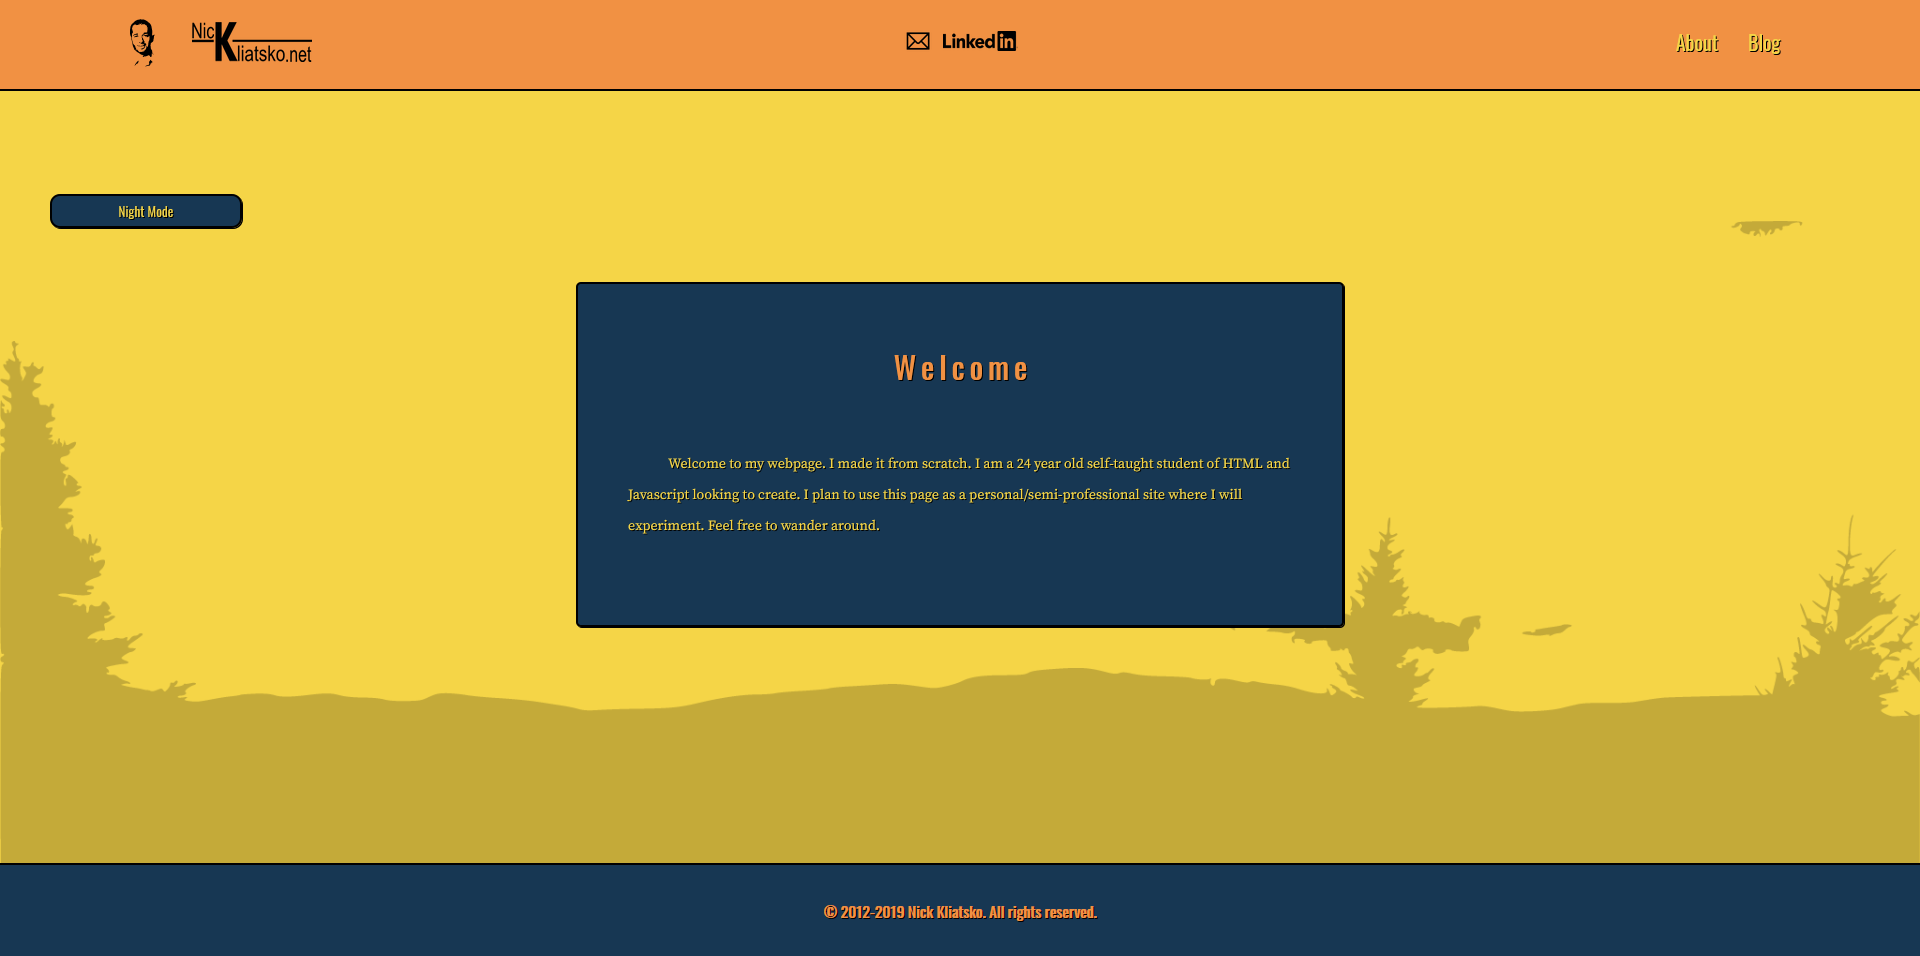 NicKliatsko.net
Linkedin
About
Blog
Night Mode
Welcome
Welcome to my webpage. I made it from scratch. I am a 24 year old self-taught student of HTML and
Javascript looking to create. I plan to use this page as a personal/semi-professional site where I will
experiment. Feel free to wander around.
© 2012-2019 Nick Kliatsko. All rights reserved.